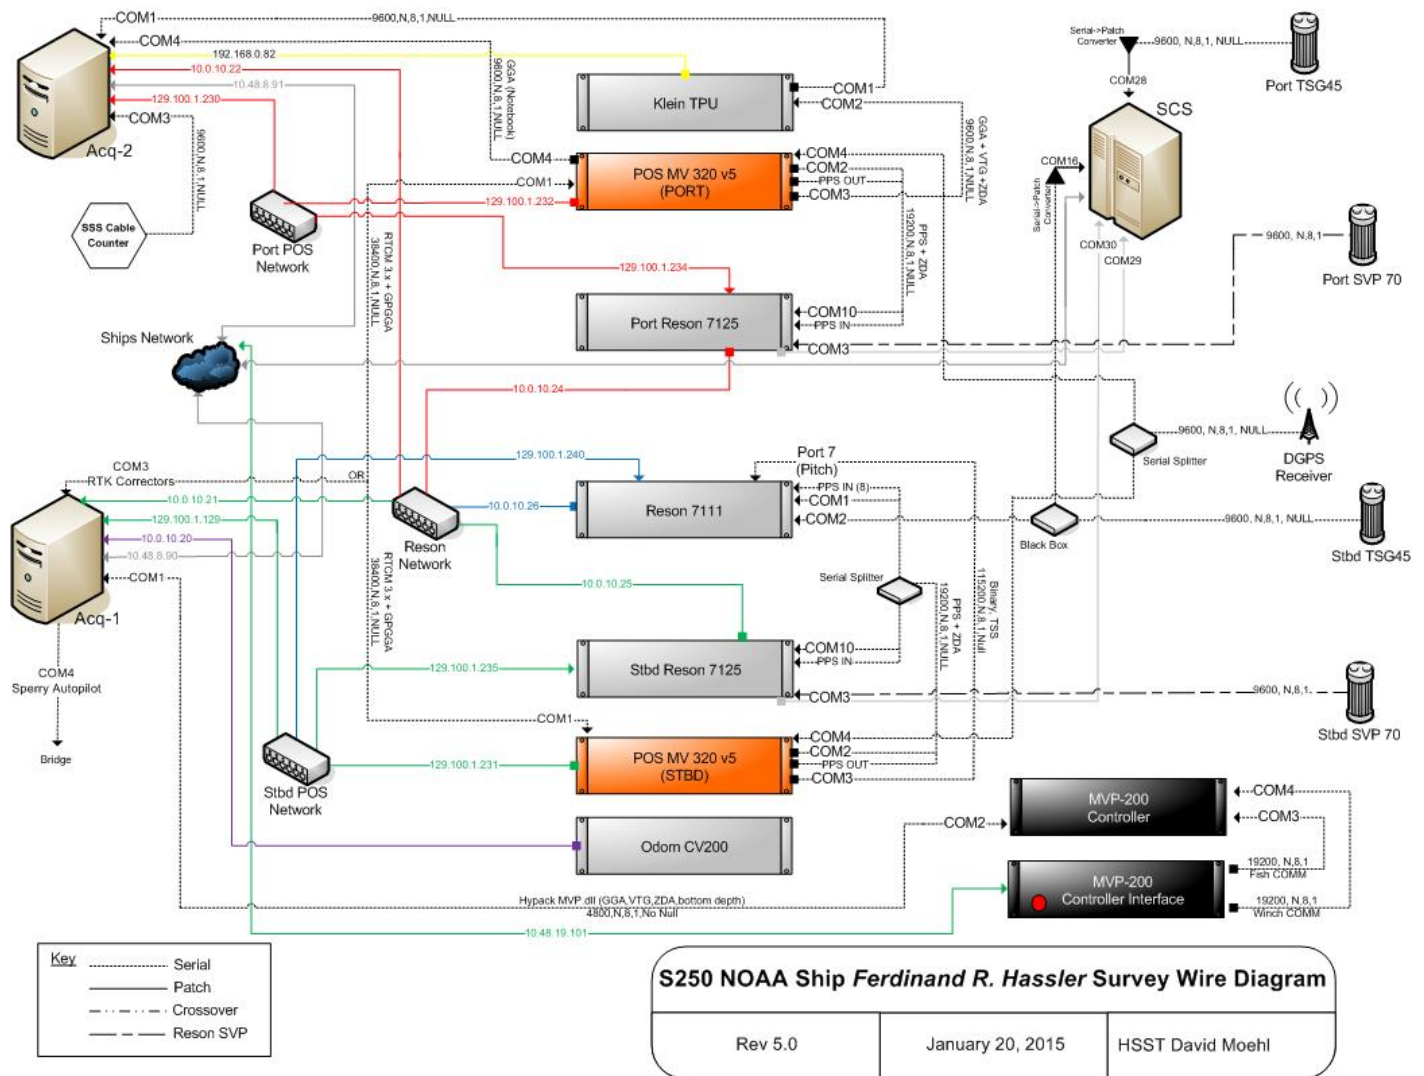 COM1
9600,N,8,1,NULL
COM4
192.168.0.82
10.0.10.22
10.48.8.91
129.100.1.230
COM3
Acq-2
9600,N,8,1,NULL
SSS Cable
Counter
GGA (Notebook)
9600,N,8,1,NULL
Klein TPU
COM1
COM2
GGA + VTG +ZDA
9600,N,8,1,NULL
COM4
COM1
POS MV 320 v5
(PORT)
COM4
COM2
PPS OUT
COM3
129.100.1.232
Port POS
Network
RTCM 3.x + GPGGA
38400,N,8,1,NULL
PPS + ZDA
19200,N,8,1,NULL
129.100.1.234
Port Reson 7125
COM10
PPS IN
COM3
Serial->Patch
Converter
9600, N,8,1, NULL
Port TSG45
COM28
SCS
COM16
Serial->Patch
Converter
COM30
COM29
9600, N,8,1
Port SVP 70
Ships Network
10.0.10.24
9600, N,8,1, NULL
Serial Splitter
DGPS
Receiver
COM3
RTK Correctors
OR
10.0.10.21
129.100.1.129
10.0.10.20
10.48.8.90
COM1
Acq-1
129.100.1.240
10.0.10.26
Reson
Network
Port 7
(Pitch)
Reson 7111
PPS IN (8)
COM1
COM2
Black Box
9600, N,8,1, NULL
Stbd TSG45
RTCM 3.x + GPGGA
38400,N,8,1,NULL
10.0.10.25
Serial Splitter
PPS + ZDA
19200,N,8,1,NULL
Binary, TSS
115200,N,8,1,Null
COM4
Sperry Autopilot
Bridge
129.100.1.235
Stbd Reson 7125
COM10
PPS IN
COM3
9600, N,8,1
Stbd SVP 70
COM1
Stbd POS
Network
129.100.1.231
POS MV 320 v5
(STBD)
COM4
COM2
PPS OUT
COM3
Odom CV200
COM2
MVP-200
Controller
COM4
COM3
MVP-200
Controller Interface
19200, N,8,1
Fish COMM
19200, N,8,1
Winch COMM
Hypack MVP.dll (GGA,VTG,ZDA,bottom depth)
4800,N,8,1,No Null
10.48.19.101
Key
Serial
Patch
Crossover
Reson SVP
S250 NOAA Ship Ferdinand R. Hassler Survey Wire Diagram
Rev 5.0
January 20, 2015
HSST David Moehl